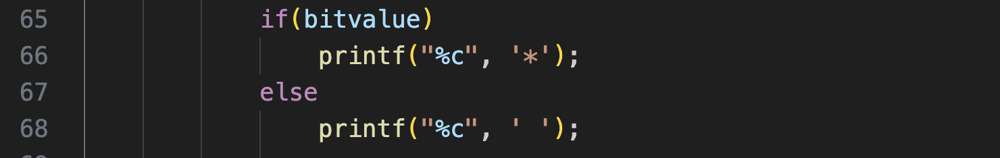 65 if(bitvalue)
66 printf("%c", '*');
67 else
68 printf("%c", ' ');